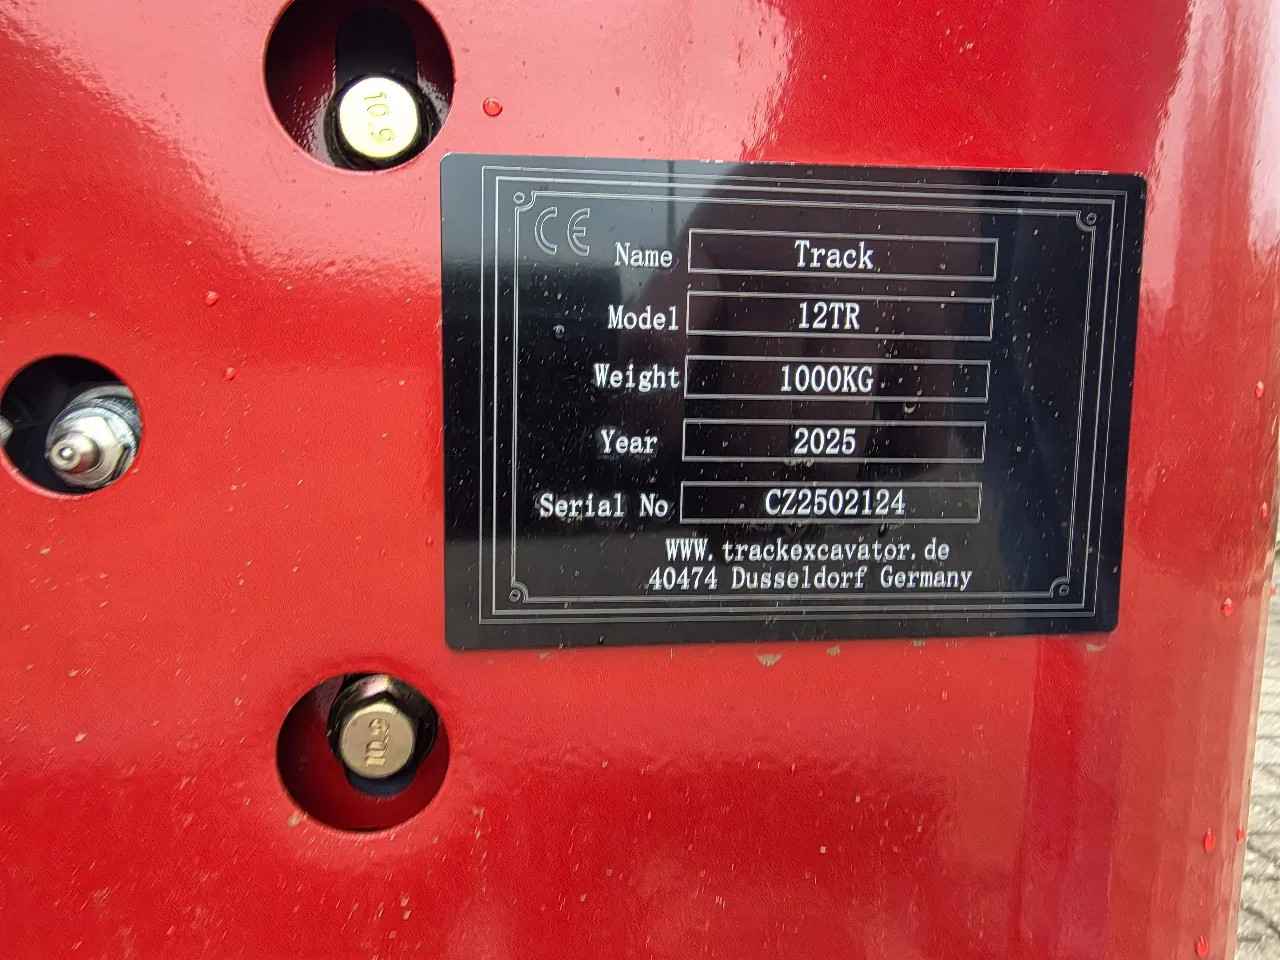 10.9
CE
Name Track
Model 12TR
Weight 1000KG
Year 2025
Serial No CZ2502124
WWW.trackexcavator.de
40474 Dusseldorf Germany
10.9